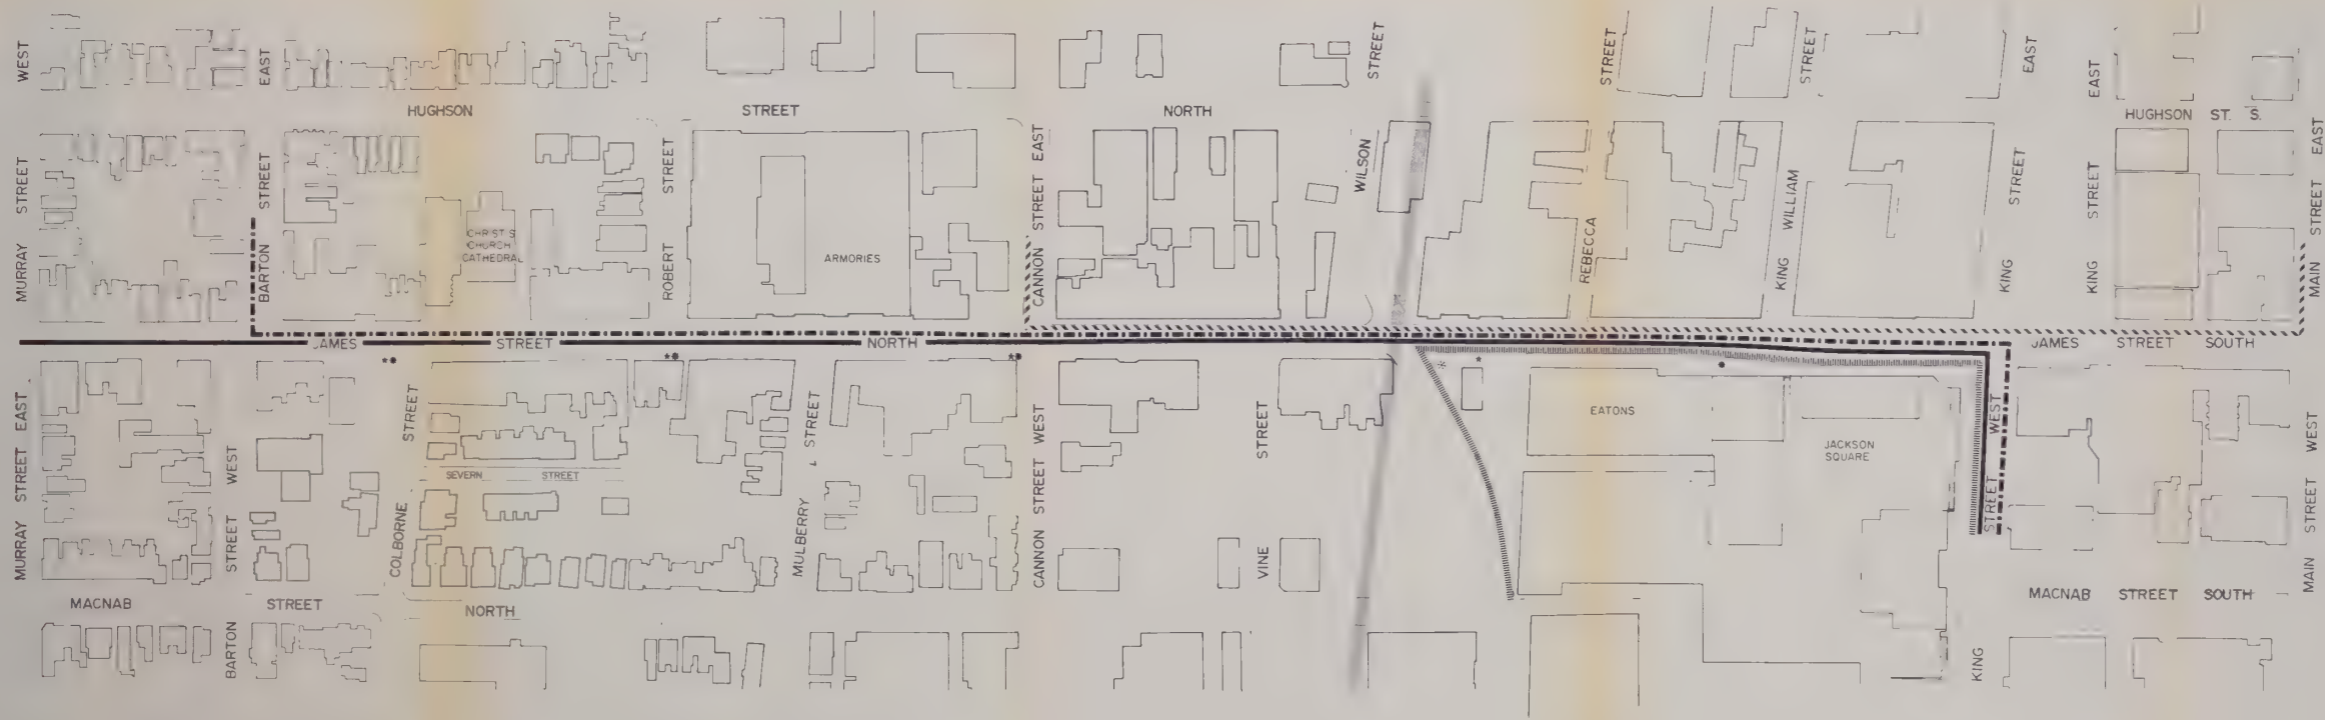 WEST
EAST
STREET
STREET
STREET
EAST
EAST
HUGHSON STREET NORTH
HUGHSON ST. S.
MURRAY STREET
BARTON STREET
CHRIST'S
CHURCH
CATHEDRAL
ROBERT STREET
ARMORIES
CANNON STREET EAST
WILSON
REBECCA
KING WILLIAM
KING STREET
KING STREET
MAIN STREET EAST
JAMES STREET NORTH
JAMES STREET SOUTH
MURRAY STREET EAST
STREET WEST
COLBORNE STREET
SEVERN STREET
MULBERRY STREET
CANNON STREET WEST
VINE STREET
EATONS
JACKSON
SQUARE
STREET WEST
MAIN STREET WEST
MACNAB STREET NORTH
MACNAB STREET SOUTH
BARTON
KING